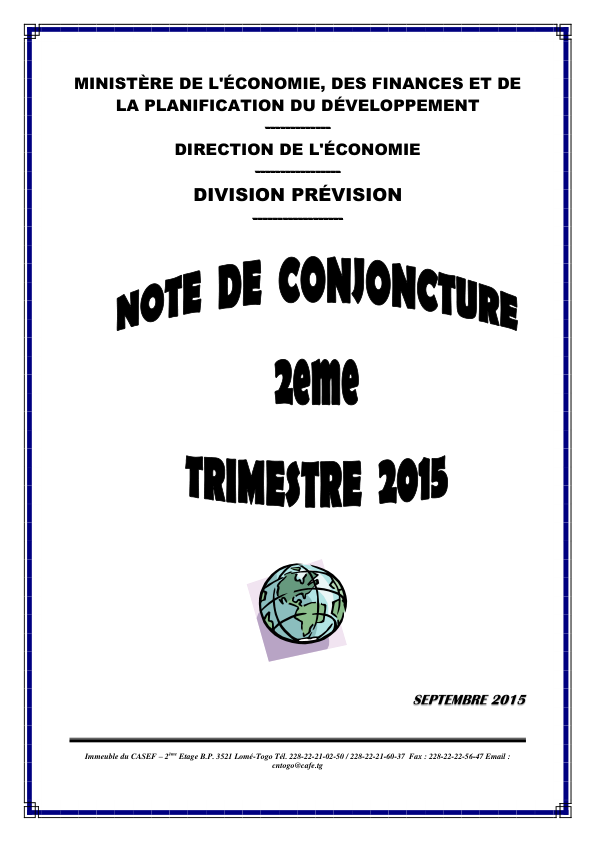 MINISTÈRE DE L'ÉCONOMIE, DES FINANCES ET DE
LA PLANIFICATION DU DÉVELOPPEMENT
-------------
DIRECTION DE L'ÉCONOMIE
-----------------
DIVISION PRÉVISION
------------------
NOTE DE CONJONCTURE
2eme
TRIMESTRE 2015
SEPTEMBRE 2015
Immeuble du CASEF – 2ème Etage B.P. 3521 Lomé-Togo Tél. 228-22-21-02-50 / 228-22-21-60-37 Fax : 228-22-22-56-47 Email :
cntogo@cafe.tg